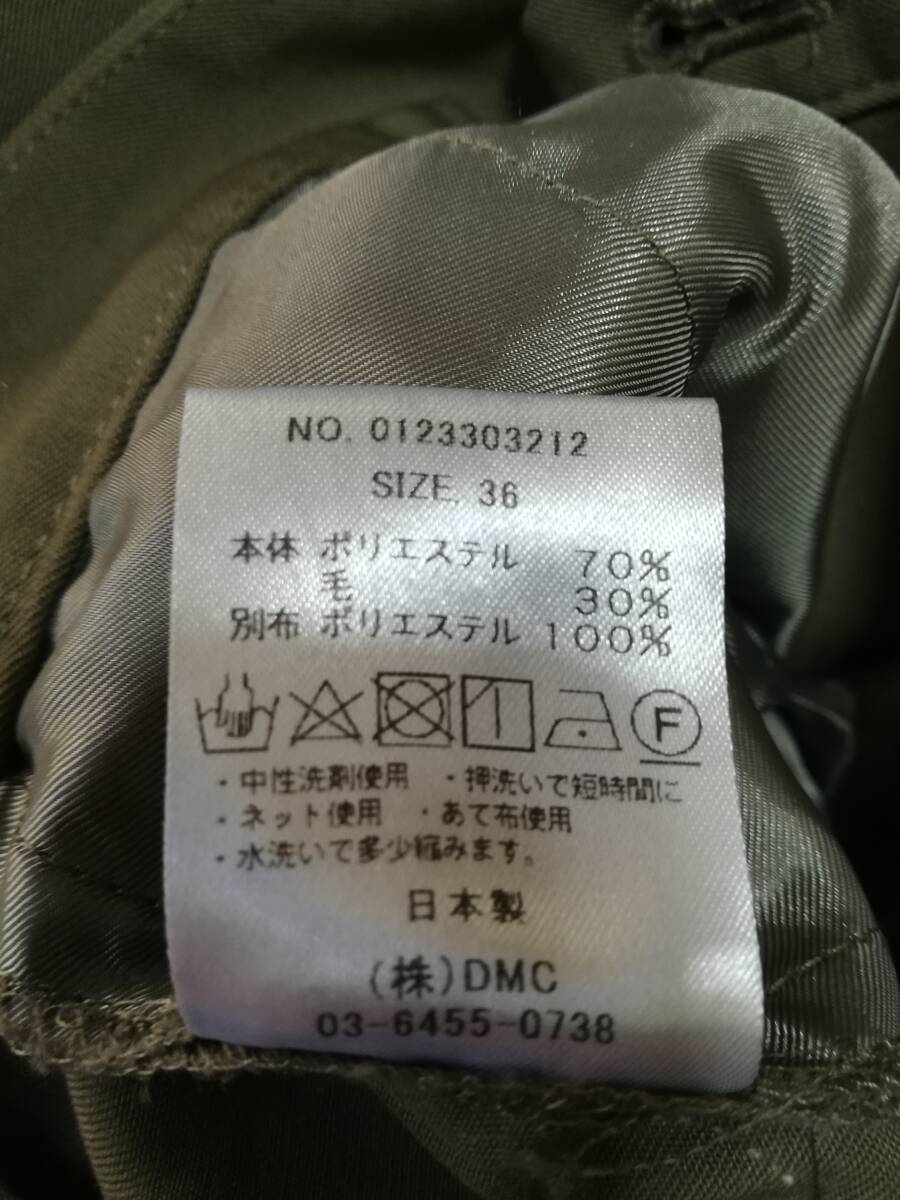 NO. 0123303212
SIZE. 36
本体 ポリエステル 70%
毛 30%
別布 ポリエステル 100%
F
・中性洗剤使用 ・押洗いで短時間に
・ネット使用 ・あて布使用
・水洗いで多少縮みます。
日本製
(株)DMC
03-6455-0738